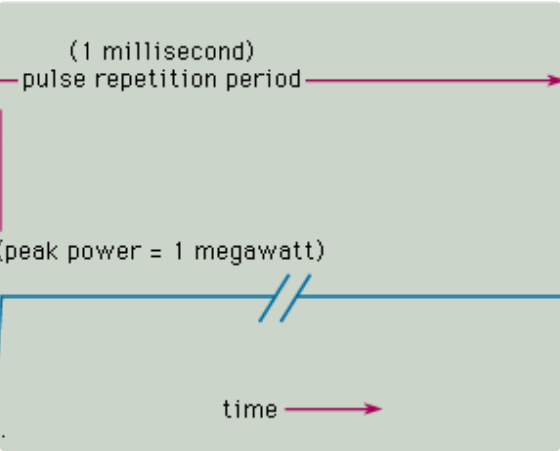 (1 millisecond)
pulse repetition period
(peak power = 1 megawatt)
time
.